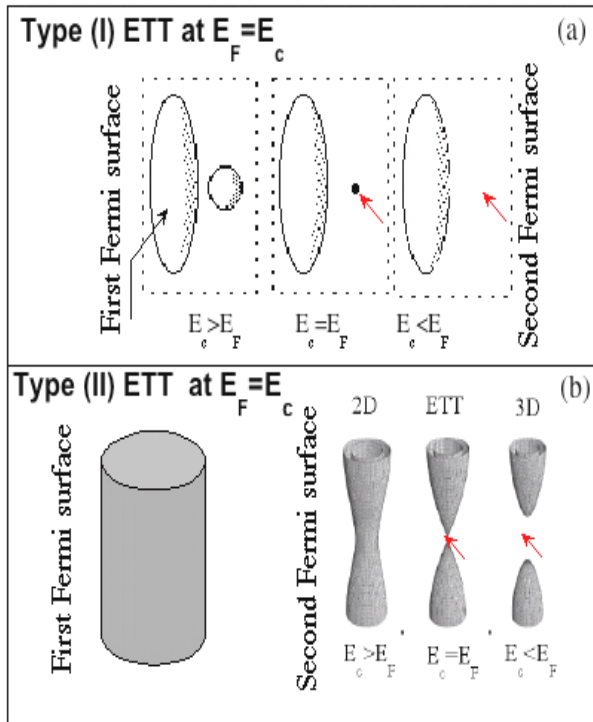 Type (I) ETT at E_F=E_c
(a)
First Fermi surface
Second Fermi surface
E_c>E_F
E_c=E_F
E_c<E_F
Type (II) ETT at E_F=E_c
(b)
First Fermi surface
Second Fermi surface
2D
ETT
3D
E_c>E_F
E_c=E_F
E_c<E_F